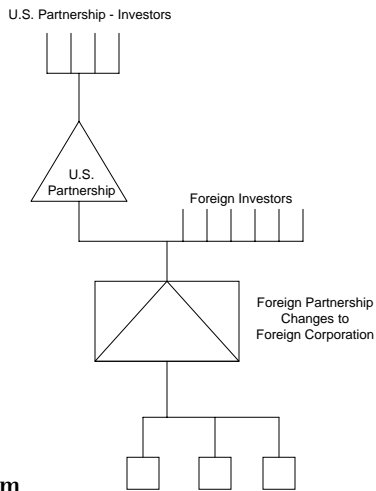 U.S. Partnership - Investors
U.S.
Partnership
Foreign Investors
Foreign Partnership
Changes to
Foreign Corporation
m